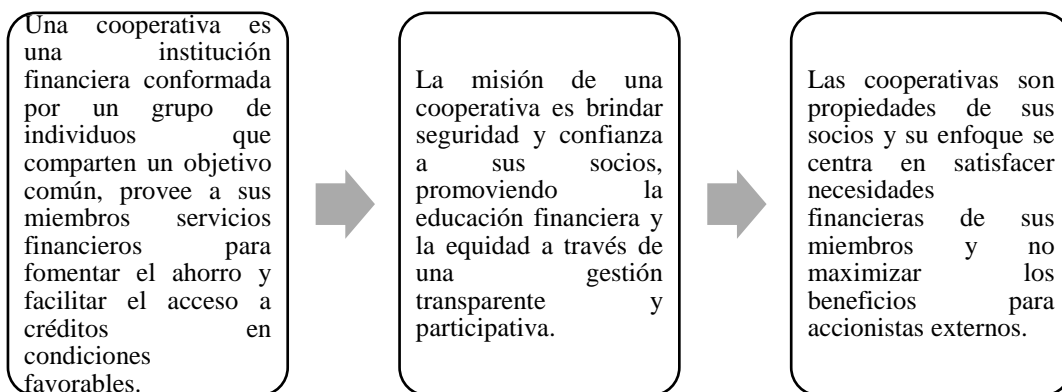 Una cooperativa es
una institución
financiera conformada
por un grupo de
individuos que
comparten un objetivo
común, provee a sus
miembros servicios
financieros para
fomentar el ahorro y
facilitar el acceso a
créditos en
condiciones
favorables.
La misión de una
cooperativa es brindar
seguridad y confianza
a sus socios,
promoviendo la
educación financiera y
la equidad a través de
una gestión
transparente y
participativa.
Las cooperativas son
propiedades de sus
socios y su enfoque se
centra en satisfacer
necesidades
financieras de sus
miembros y no
maximizar los
beneficios para
accionistas externos.